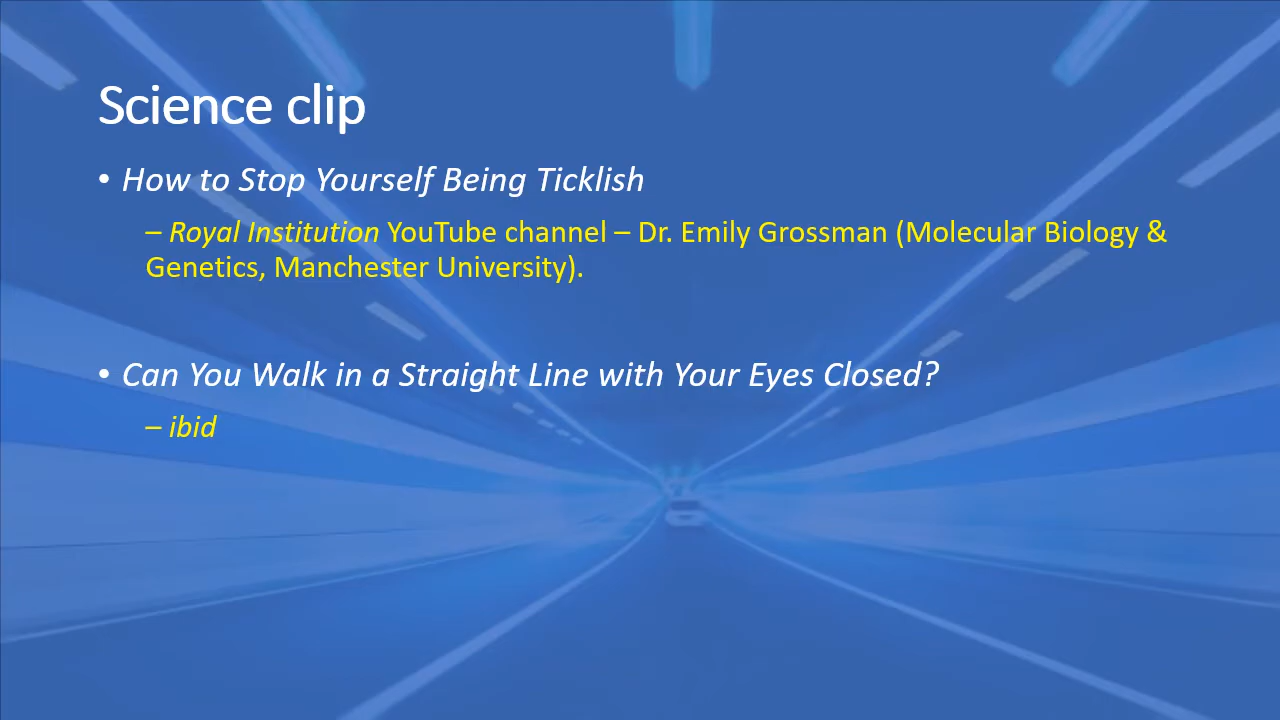 Science clip
• How to Stop Yourself Being Ticklish
– Royal Institution YouTube channel – Dr. Emily Grossman (Molecular Biology &
Genetics, Manchester University).
• Can You Walk in a Straight Line with Your Eyes Closed?
– ibid